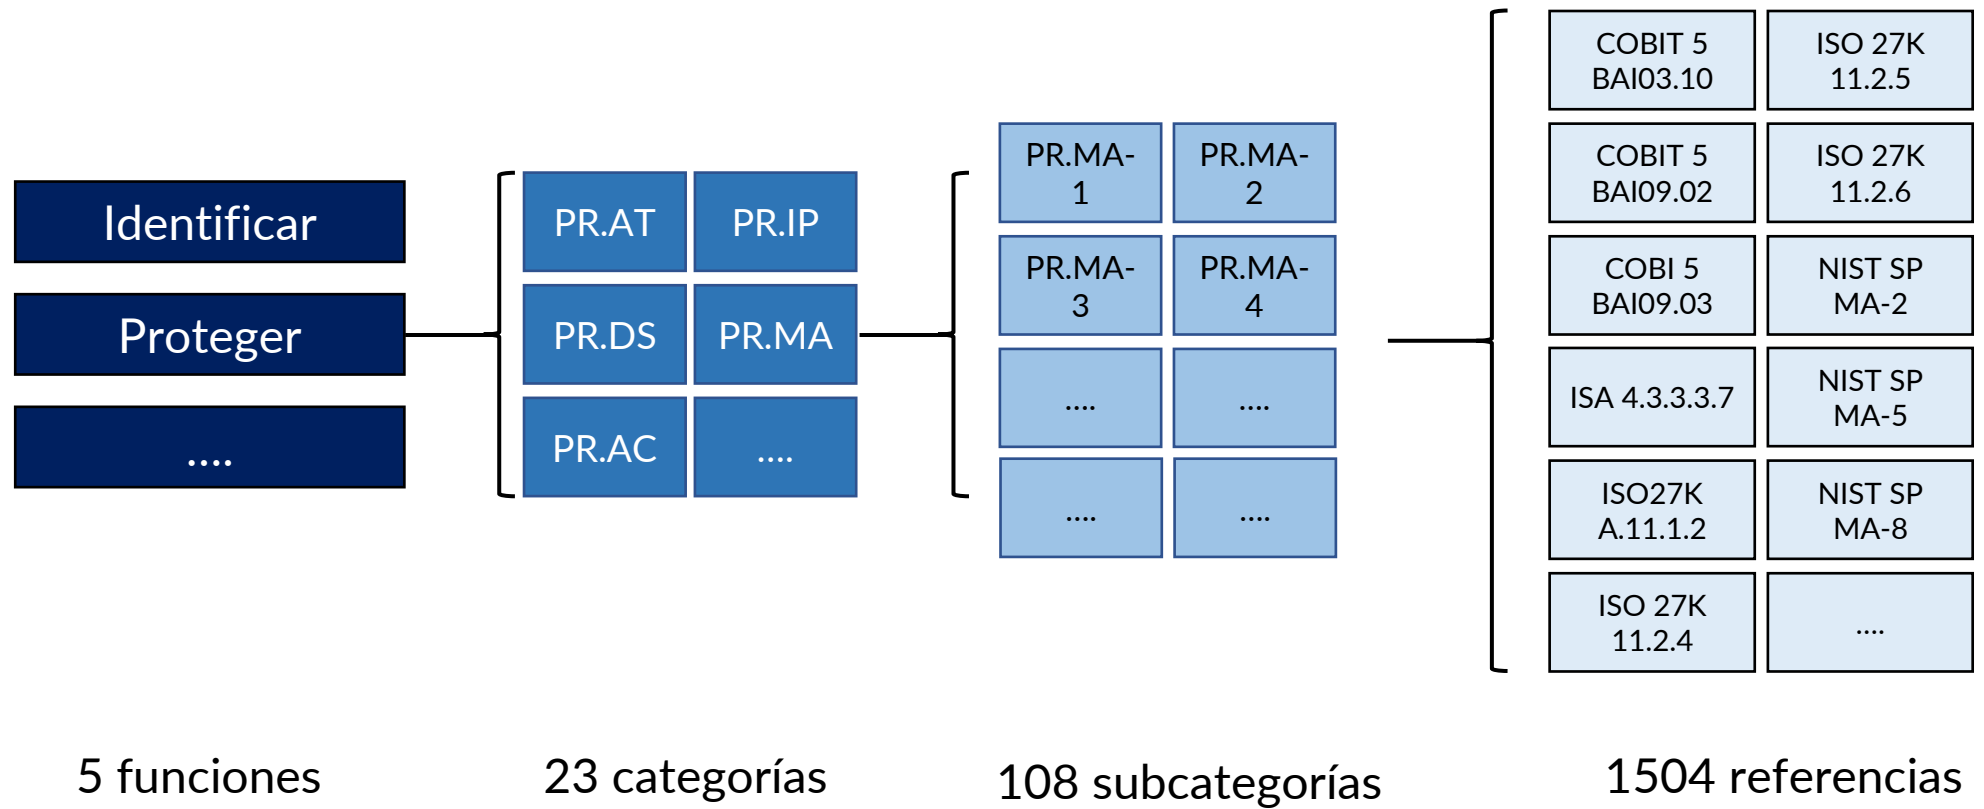 Identificar
Proteger
....
PR.AT
PR.IP
PR.DS
PR.MA
PR.AC
....
PR.MA-
1
PR.MA-
2
PR.MA-
3
PR.MA-
4
....
....
....
....
COBIT 5
BAI03.10
ISO 27K
11.2.5
COBIT 5
BAI09.02
ISO 27K
11.2.6
COBI 5
BAI09.03
NIST SP
MA-2
ISA 4.3.3.3.7
NIST SP
MA-5
ISO27K
A.11.1.2
NIST SP
MA-8
ISO 27K
11.2.4
....
5 funciones
23 categorías
108 subcategorías
1504 referencias